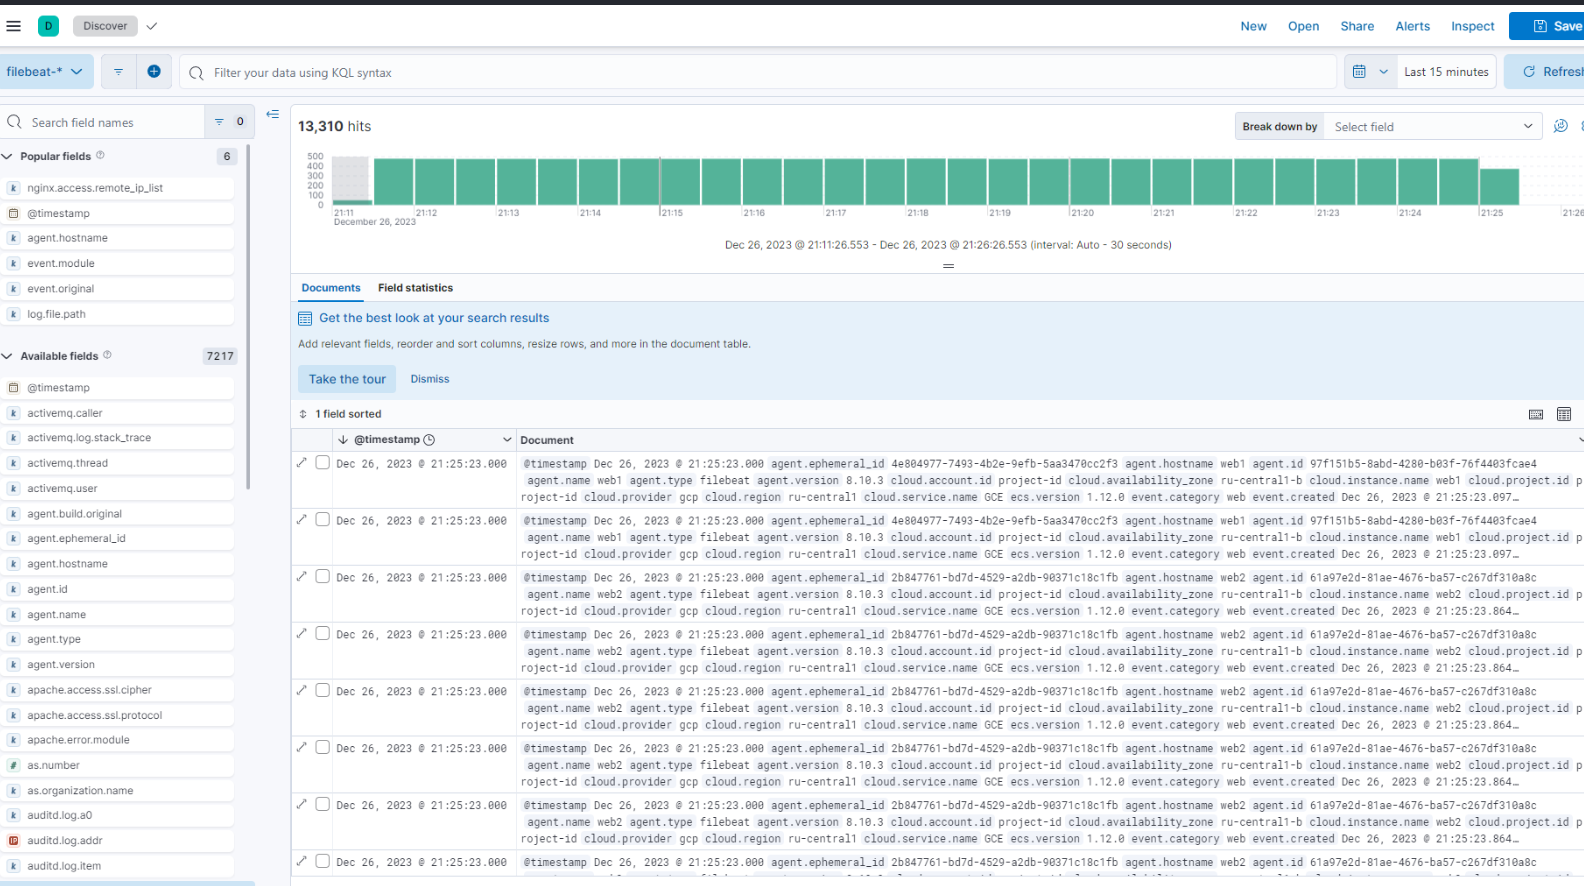 D Discover
New Open Share Alerts Inspect Save
filebeat-*
Filter your data using KQL syntax
Last 15 minutes
Refresh
Search field names
0
Popular fields 6
k nginx.access.remote_ip_list
@timestamp
k agent.hostname
k event.module
k event.original
k log.file.path
Available fields 7217
@timestamp
k activemq.caller
k activemq.log.stack_trace
k activemq.thread
k activemq.user
k agent.build.original
k agent.ephemeral_id
k agent.hostname
k agent.id
k agent.name
k agent.type
k agent.version
k apache.access.ssl.cipher
k apache.access.ssl.protocol
k apache.error.module
# as.number
k as.organization.name
k auditd.log.a0
IP auditd.log.addr
k auditd.log.item
13,310 hits
Break down by Select field
500
400
300
200
100
0
21:11 21:12 21:13 21:14 21:15 21:16 21:17 21:18 21:19 21:20 21:21 21:22 21:23 21:24 21:25 21:26
December 26, 2023
Dec 26, 2023 @ 21:11:26.553 - Dec 26, 2023 @ 21:26:26.553 (interval: Auto - 30 seconds)
Documents Field statistics
Get the best look at your search results
Add relevant fields, reorder and sort columns, resize rows, and more in the document table.
Take the tour Dismiss
1 field sorted
@timestamp Document
Dec 26, 2023 @ 21:25:23.000 @timestamp Dec 26, 2023 @ 21:25:23.000 agent.ephemeral_id 4e804977-7493-4b2e-9efb-5aa3470cc2f3 agent.hostname web1 agent.id 97f151b5-8abd-4280-b03f-76f4403fcae4
agent.name web1 agent.type filebeat agent.version 8.10.3 cloud.account.id project-id cloud.availability_zone ru-central1-b cloud.instance.name web1 cloud.project.id p
roject-id cloud.provider gcp cloud.region ru-central1 cloud.service.name GCE ecs.version 1.12.0 event.category web event.created Dec 26, 2023 @ 21:25:23.097…
Dec 26, 2023 @ 21:25:23.000 @timestamp Dec 26, 2023 @ 21:25:23.000 agent.ephemeral_id 4e804977-7493-4b2e-9efb-5aa3470cc2f3 agent.hostname web1 agent.id 97f151b5-8abd-4280-b03f-76f4403fcae4
agent.name web1 agent.type filebeat agent.version 8.10.3 cloud.account.id project-id cloud.availability_zone ru-central1-b cloud.instance.name web1 cloud.project.id p
roject-id cloud.provider gcp cloud.region ru-central1 cloud.service.name GCE ecs.version 1.12.0 event.category web event.created Dec 26, 2023 @ 21:25:23.097…
Dec 26, 2023 @ 21:25:23.000 @timestamp Dec 26, 2023 @ 21:25:23.000 agent.ephemeral_id 2b847761-bd7d-4529-a2db-90371c18c1fb agent.hostname web2 agent.id 61a97e2d-81ae-4676-ba57-c267df310a8c
agent.name web2 agent.type filebeat agent.version 8.10.3 cloud.account.id project-id cloud.availability_zone ru-central1-b cloud.instance.name web2 cloud.project.id p
roject-id cloud.provider gcp cloud.region ru-central1 cloud.service.name GCE ecs.version 1.12.0 event.category web event.created Dec 26, 2023 @ 21:25:23.864…
Dec 26, 2023 @ 21:25:23.000 @timestamp Dec 26, 2023 @ 21:25:23.000 agent.ephemeral_id 2b847761-bd7d-4529-a2db-90371c18c1fb agent.hostname web2 agent.id 61a97e2d-81ae-4676-ba57-c267df310a8c
agent.name web2 agent.type filebeat agent.version 8.10.3 cloud.account.id project-id cloud.availability_zone ru-central1-b cloud.instance.name web2 cloud.project.id p
roject-id cloud.provider gcp cloud.region ru-central1 cloud.service.name GCE ecs.version 1.12.0 event.category web event.created Dec 26, 2023 @ 21:25:23.864…
Dec 26, 2023 @ 21:25:23.000 @timestamp Dec 26, 2023 @ 21:25:23.000 agent.ephemeral_id 2b847761-bd7d-4529-a2db-90371c18c1fb agent.hostname web2 agent.id 61a97e2d-81ae-4676-ba57-c267df310a8c
agent.name web2 agent.type filebeat agent.version 8.10.3 cloud.account.id project-id cloud.availability_zone ru-central1-b cloud.instance.name web2 cloud.project.id p
roject-id cloud.provider gcp cloud.region ru-central1 cloud.service.name GCE ecs.version 1.12.0 event.category web event.created Dec 26, 2023 @ 21:25:23.864…
Dec 26, 2023 @ 21:25:23.000 @timestamp Dec 26, 2023 @ 21:25:23.000 agent.ephemeral_id 2b847761-bd7d-4529-a2db-90371c18c1fb agent.hostname web2 agent.id 61a97e2d-81ae-4676-ba57-c267df310a8c
agent.name web2 agent.type filebeat agent.version 8.10.3 cloud.account.id project-id cloud.availability_zone ru-central1-b cloud.instance.name web2 cloud.project.id p
roject-id cloud.provider gcp cloud.region ru-central1 cloud.service.name GCE ecs.version 1.12.0 event.category web event.created Dec 26, 2023 @ 21:25:23.864…
Dec 26, 2023 @ 21:25:23.000 @timestamp Dec 26, 2023 @ 21:25:23.000 agent.ephemeral_id 2b847761-bd7d-4529-a2db-90371c18c1fb agent.hostname web2 agent.id 61a97e2d-81ae-4676-ba57-c267df310a8c
agent.name web2 agent.type filebeat agent.version 8.10.3 cloud.account.id project-id cloud.availability_zone ru-central1-b cloud.instance.name web2 cloud.project.id p
roject-id cloud.provider gcp cloud.region ru-central1 cloud.service.name GCE ecs.version 1.12.0 event.category web event.created Dec 26, 2023 @ 21:25:23.864…
Dec 26, 2023 @ 21:25:23.000 @timestamp Dec 26, 2023 @ 21:25:23.000 agent.ephemeral_id 2b847761-bd7d-4529-a2db-90371c18c1fb agent.hostname web2 agent.id 61a97e2d-81ae-4676-ba57-c267df310a8c